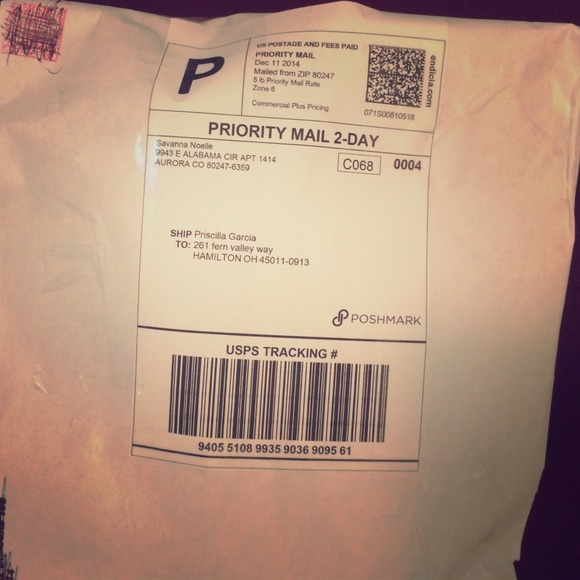 P
US POSTAGE AND FEES PAID
PRIORITY MAIL
Dec 11 2014
Mailed from ZIP 80247
5 lb Priority Mail Rate
Zone 6
Commercial Plus Pricing
endicia.com
071S00810518
PRIORITY MAIL 2-DAY
Savanna Noelle
9943 E ALABAMA CIR APT 1414
AURORA CO 80247-6359
C068 0004
SHIP Priscilla Garcia
TO: 261 fern valley way
HAMILTON OH 45011-0913
POSHMARK
USPS TRACKING #
9405 5108 9935 9036 9095 61